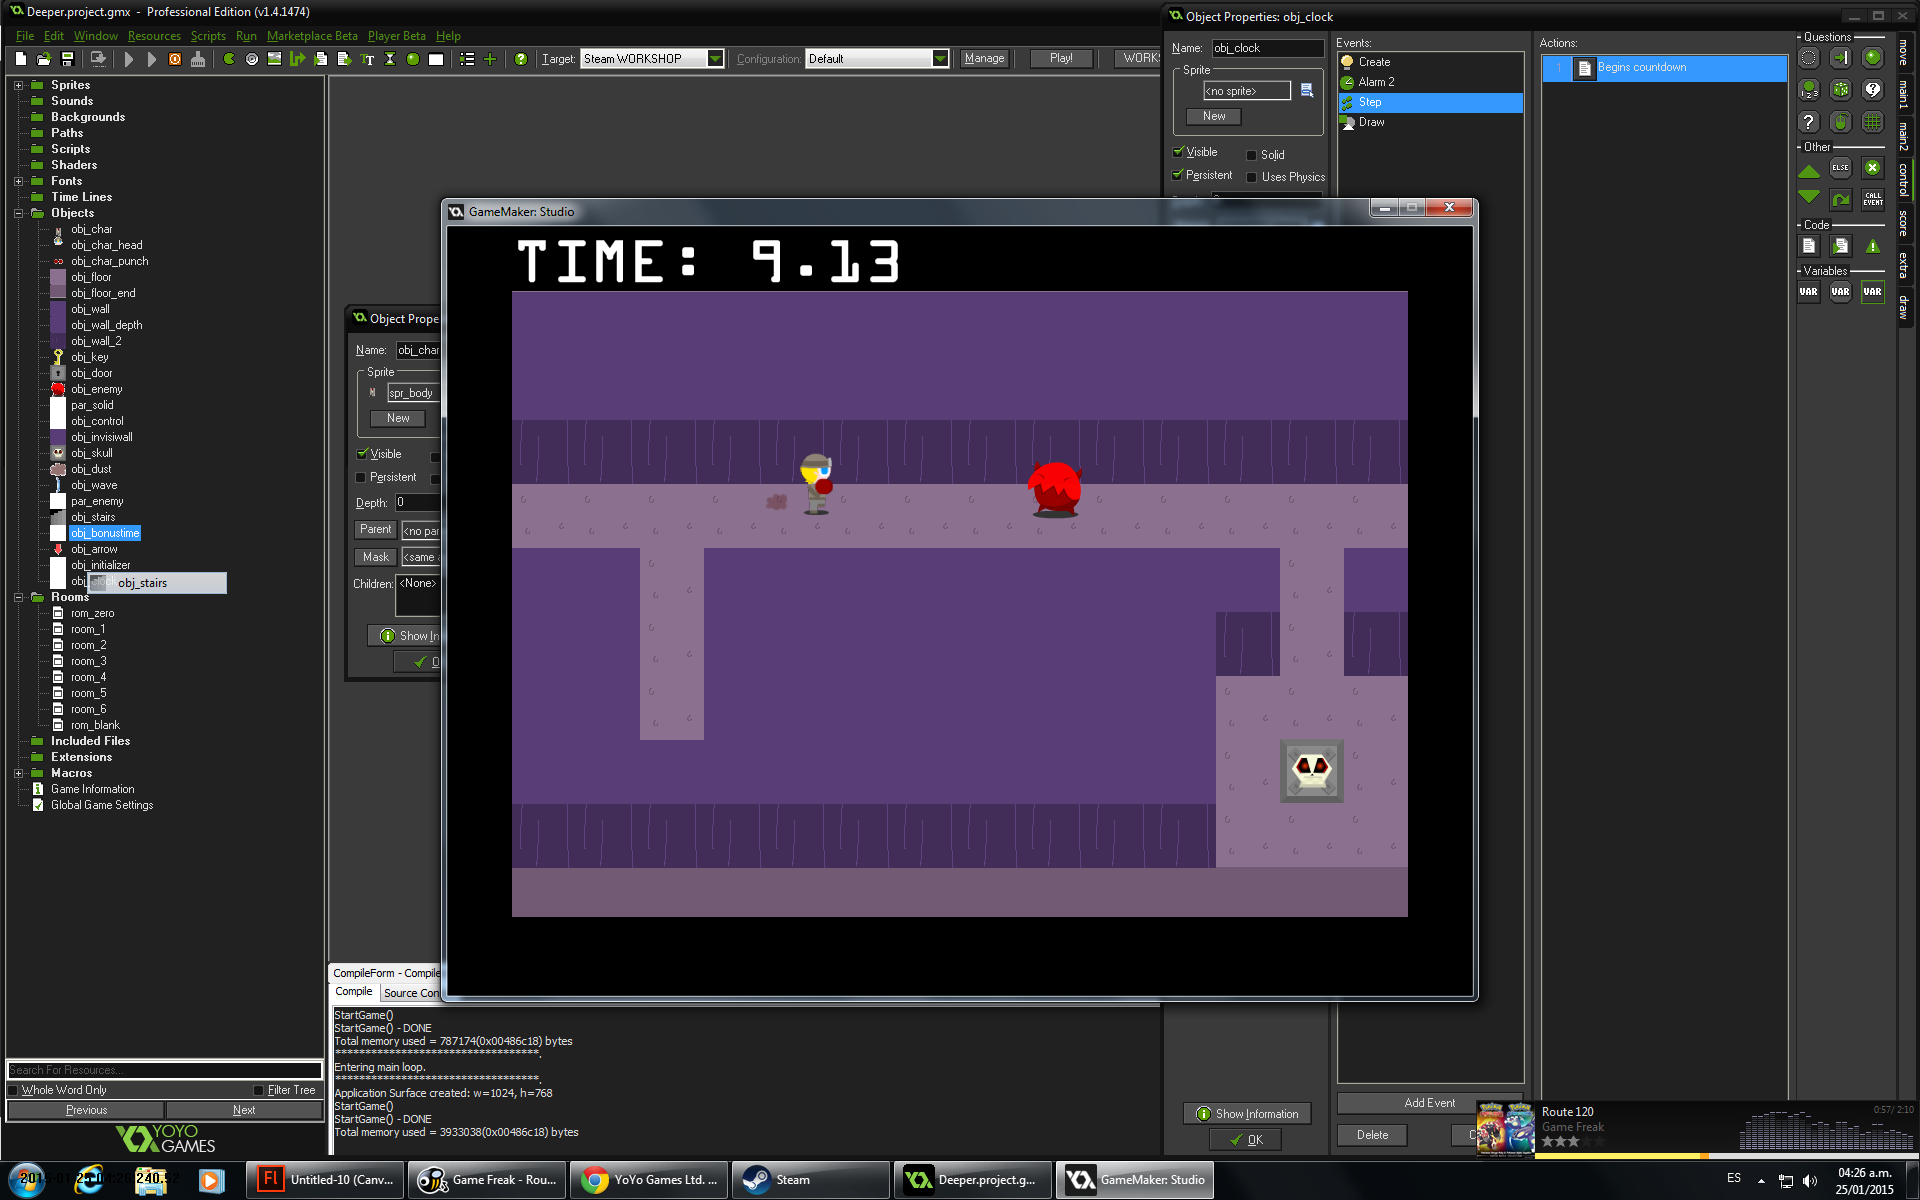 Deeper.project.gmx - Professional Edition (v1.4.1474)
File Edit Window Resources Scripts Run Marketplace Beta Player Beta Help
Target: Steam WORKSHOP Configuration: Default Manage Play! WORK
Sprites
Sounds
Backgrounds
Paths
Scripts
Shaders
Fonts
Time Lines
Objects
obj_char
obj_char_head
obj_char_punch
obj_floor
obj_floor_end
obj_wall
obj_wall_depth
obj_wall_2
obj_key
obj_door
obj_enemy
par_solid
obj_control
obj_invisiwall
obj_skull
obj_dust
obj_wave
par_enemy
obj_stairs
obj_bonustime
obj_arrow
obj_initializer
obj_stairs
Rooms
rom_zero
room_1
room_2
room_3
room_4
room_5
room_6
rom_blank
Included Files
Extensions
Macros
Game Information
Global Game Settings
Search For Resources...
Whole Word Only Filter Tree
Previous Next
YOYO
GAMES
Object Prope
Name: obj_char
Sprite
spr_body
New
Visible
Persistent
Depth: 0
Parent <no par
Mask <same a
Children: <None>
Show In
O
GameMaker: Studio
TIME: 9.13
CompileForm - Compile
Compile Source Con
StartGame()
StartGame() - DONE
Total memory used = 787174(0x00486c18) bytes
**********************************.
Entering main loop.
**********************************.
Application Surface created: w=1024, h=768
StartGame()
StartGame() - DONE
Total memory used = 3933038(0x00486c18) bytes
Object Properties: obj_clock
Name: obj_clock
Sprite
<no sprite>
New
Visible Solid
Persistent Uses Physics
Events:
Create
Alarm 2
Step
Draw
Actions:
1 Begins countdown
Questions
Other
ELSE
CALL
EVENT
Code
Variables
VAR VAR VAR
move
main1
main2
control
score
extra
draw
Show Information
OK
Add Event
Delete
Route 120
Game Freak
0:57/ 2:10
Untitled-10 (Canv...
Game Freak - Rou...
YoYo Games Ltd. ...
Steam
Deeper.project.g...
GameMaker: Studio
ES
04:26 a.m.
25/01/2015